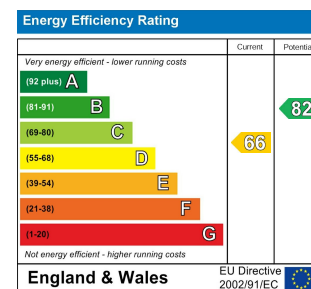 Energy Efficiency Rating
Current Potentia
Very energy efficient - lower running costs
(92 plus) A
(81-91) B
82
(69-80) C
66
(55-68) D
(39-54) E
(21-38) F
(1-20) G
Not energy efficient - higher running costs
England & Wales
EU Directive
2002/91/EC